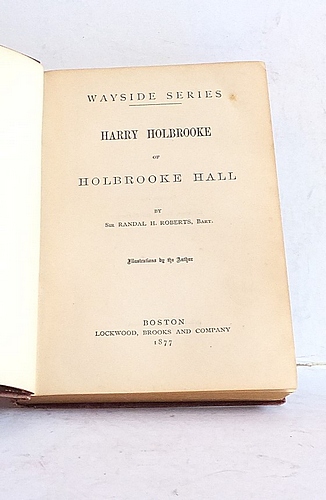 WAYSIDE SERIES
HARRY HOLBROOKE
OF
HOLBROOKE HALL
BY
SIR RANDAL H. ROBERTS, BART.
Illustrations by the Author
BOSTON
LOCKWOOD, BROOKS AND COMPANY
1877